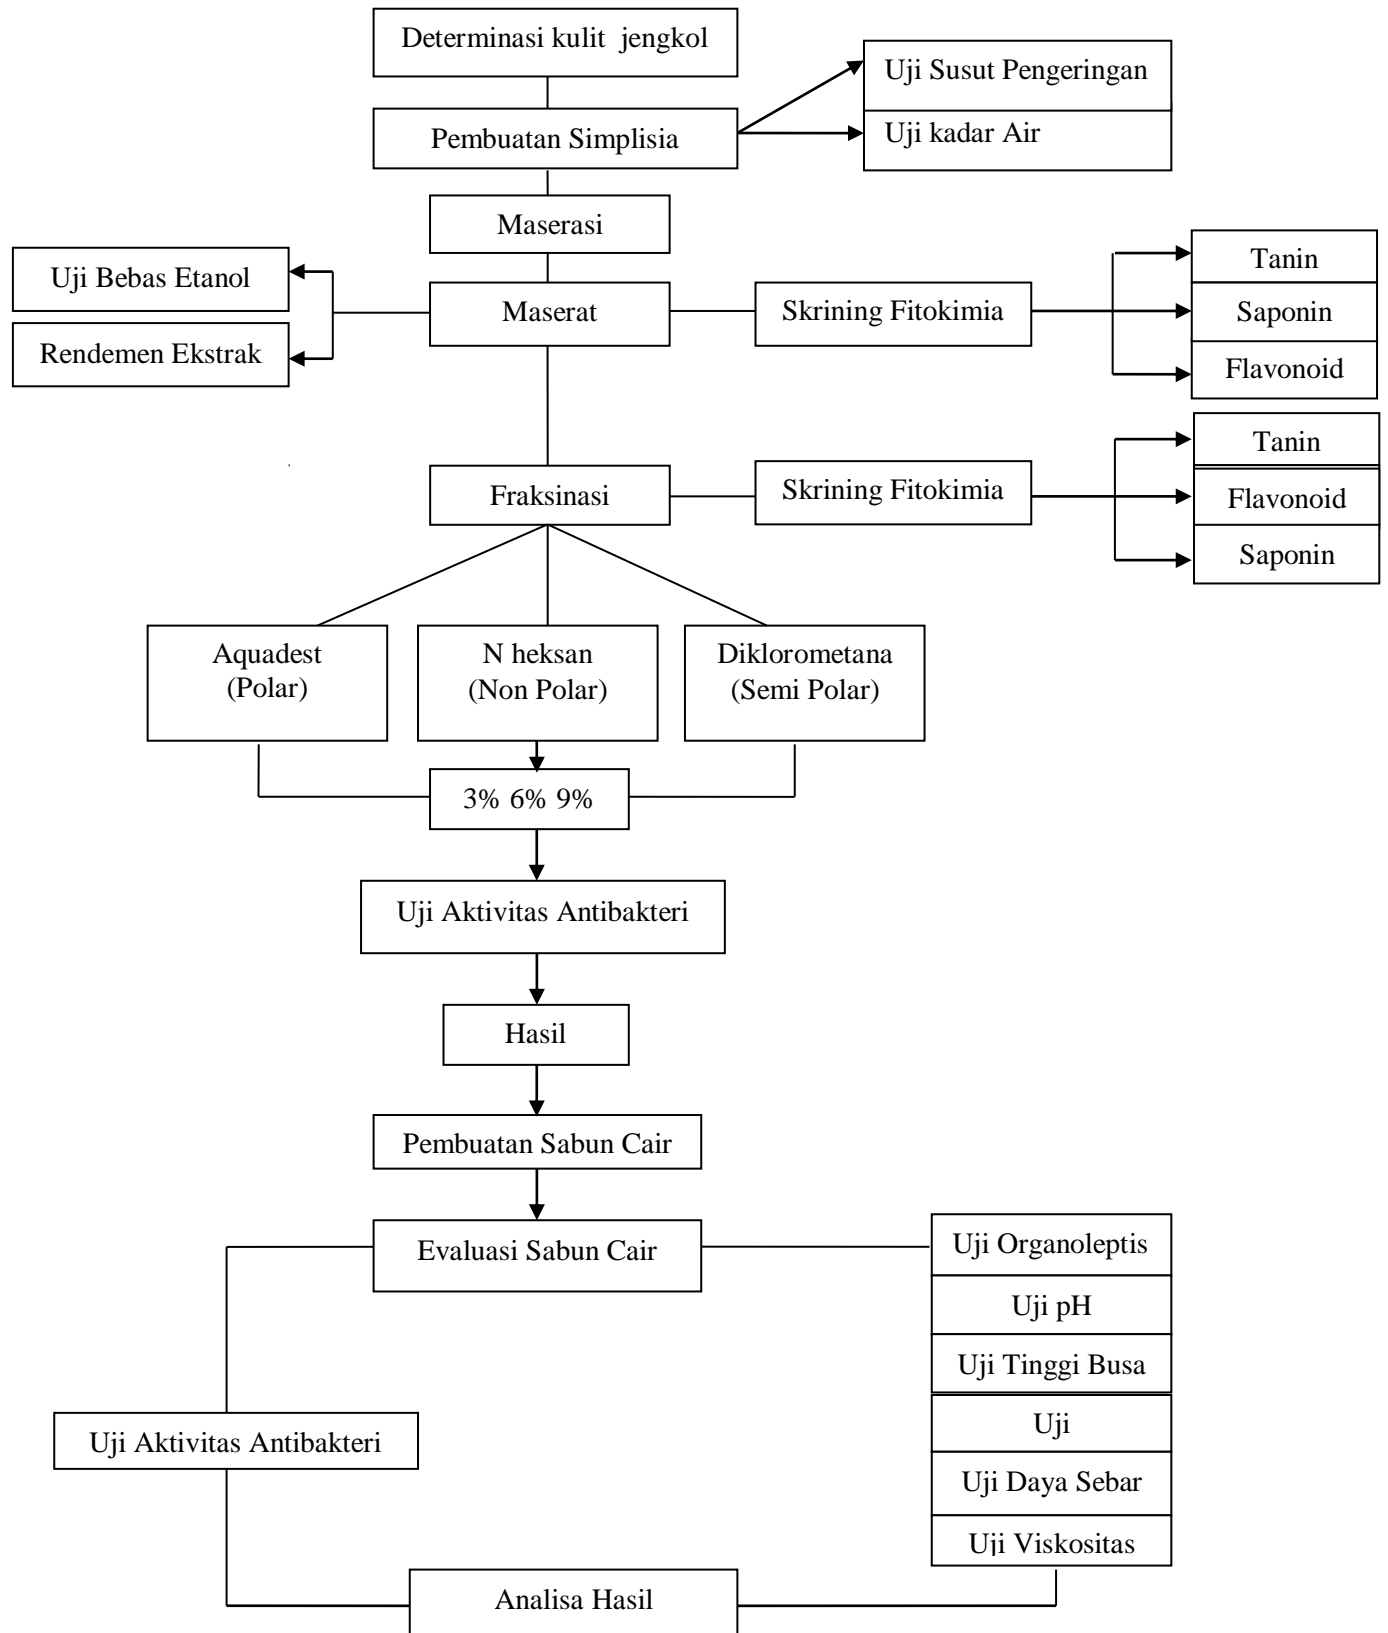 Determinasi kulit jengkol
Uji Susut Pengeringan
Pembuatan Simplisia
Uji kadar Air
Maserasi
Uji Bebas Etanol
Rendemen Ekstrak
Maserat
Skrining Fitokimia
Tanin
Saponin
Flavonoid
Fraksinasi
Skrining Fitokimia
Tanin
Flavonoid
Saponin
Aquadest
(Polar)
N heksan
(Non Polar)
Diklorometana
(Semi Polar)
3% 6% 9%
Uji Aktivitas Antibakteri
Hasil
Pembuatan Sabun Cair
Evaluasi Sabun Cair
Uji Organoleptis
Uji pH
Uji Tinggi Busa
Uji
Uji Daya Sebar
Uji Viskositas
Uji Aktivitas Antibakteri
Analisa Hasil